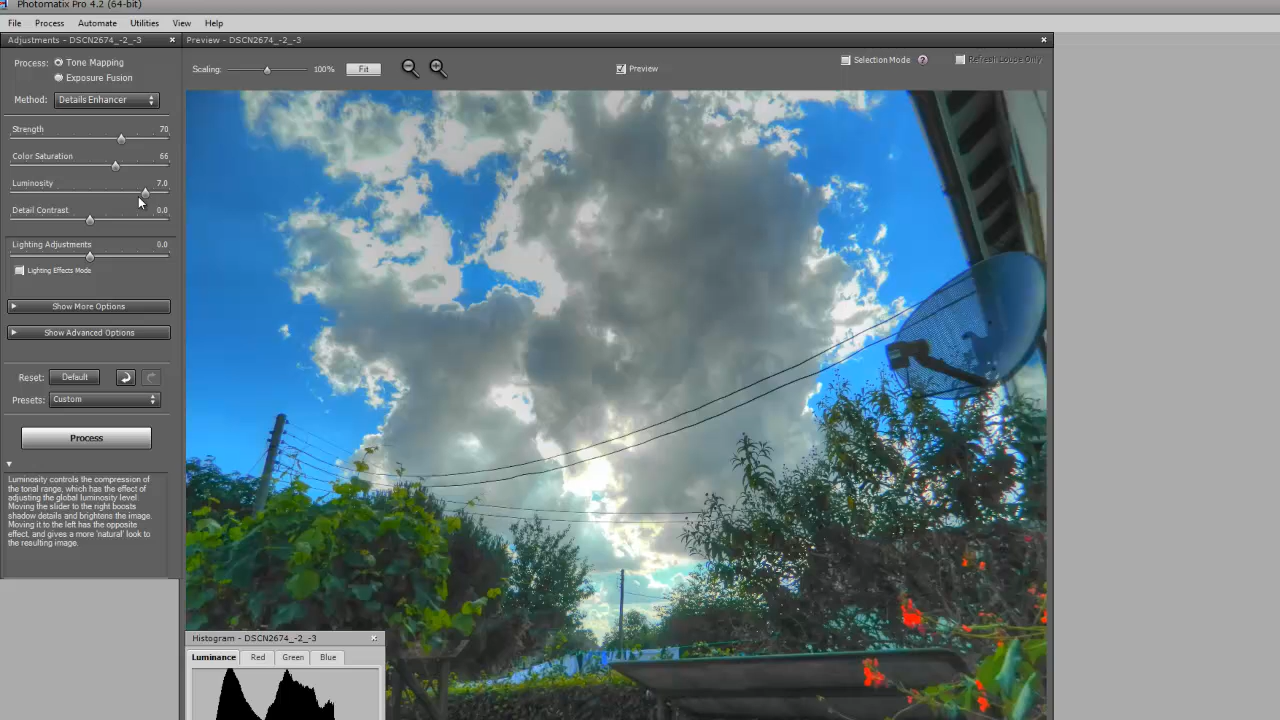 Photomatix Pro 4.2 (64-bit)
File Process Automate Utilities View Help
Adjustments - DSCN2674_-2_-3
Process: Tone Mapping
Exposure Fusion
Method: Details Enhancer
Strength 70
Color Saturation 66
Luminosity 7.0
Detail Contrast 0.0
Lighting Adjustments 0.0
Lighting Effects Mode
Show More Options
Show Advanced Options
Reset: Default
Presets: Custom
Process
Luminosity controls the compression of
the tonal range, which has the effect of
adjusting the global luminosity level.
Moving the slider to the right boosts
shadow details and brightens the image.
Moving it to the left has the opposite
effect, and gives a more 'natural' look to
the resulting image.
Preview - DSCN2674_-2_-3
Scaling: 100% Fit Preview Selection Mode ? Refresh Loupe Only
Histogram - DSCN2674_-2_-3
Luminance Red Green Blue